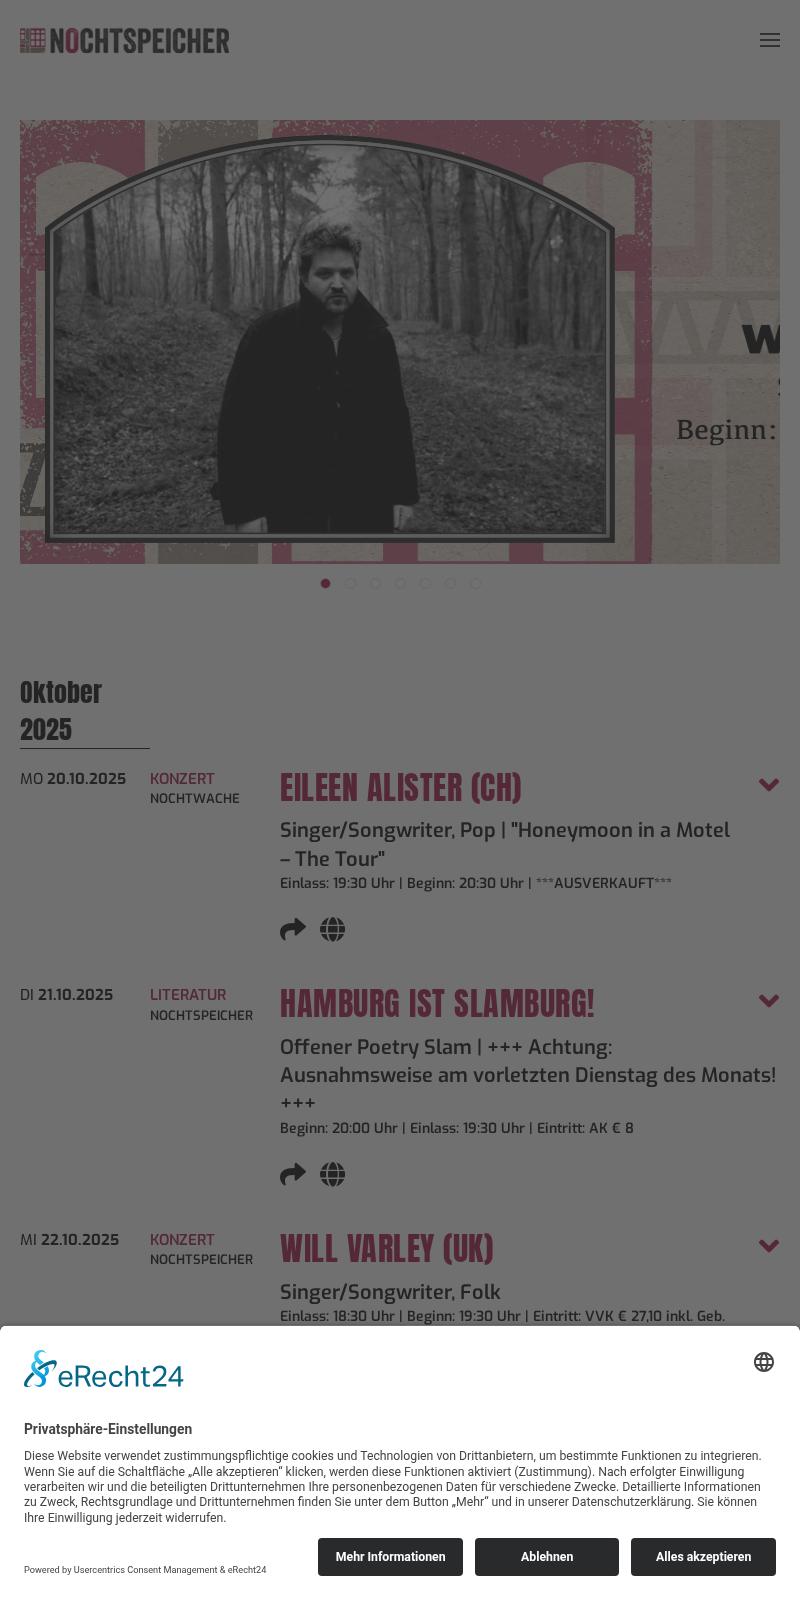 NOCHTSPEICHER
Beginn:
Oktober
2025
MO 20.10.2025
KONZERT
NOCHTWACHE
EILEEN ALISTER (CH)
Singer/Songwriter, Pop | "Honeymoon in a Motel
– The Tour"
Einlass: 19:30 Uhr | Beginn: 20:30 Uhr | ***AUSVERKAUFT***
DI 21.10.2025
LITERATUR
NOCHTSPEICHER
HAMBURG IST SLAMBURG!
Offener Poetry Slam | +++ Achtung:
Ausnahmsweise am vorletzten Dienstag des Monats!
+++
Beginn: 20:00 Uhr | Einlass: 19:30 Uhr | Eintritt: AK € 8
MI 22.10.2025
KONZERT
NOCHTSPEICHER
WILL VARLEY (UK)
Singer/Songwriter, Folk
Einlass: 18:30 Uhr | Beginn: 19:30 Uhr | Eintritt: VVK € 27,10 inkl. Geb.
eRecht24
Privatsphäre-Einstellungen
Diese Website verwendet zustimmungspflichtige cookies und Technologien von Drittanbietern, um bestimmte Funktionen zu integrieren.
Wenn Sie auf die Schaltfläche „Alle akzeptieren" klicken, werden diese Funktionen aktiviert (Zustimmung). Nach erfolgter Einwilligung
verarbeiten wir und die beteiligten Drittunternehmen Ihre personenbezogenen Daten für verschiedene Zwecke. Detaillierte Informationen
zu Zweck, Rechtsgrundlage und Drittunternehmen finden Sie unter dem Button „Mehr" und in unserer Datenschutzerklärung. Sie können
Ihre Einwilligung jederzeit widerrufen.
Mehr Informationen
Ablehnen
Alles akzeptieren
Powered by Usercentrics Consent Management & eRecht24